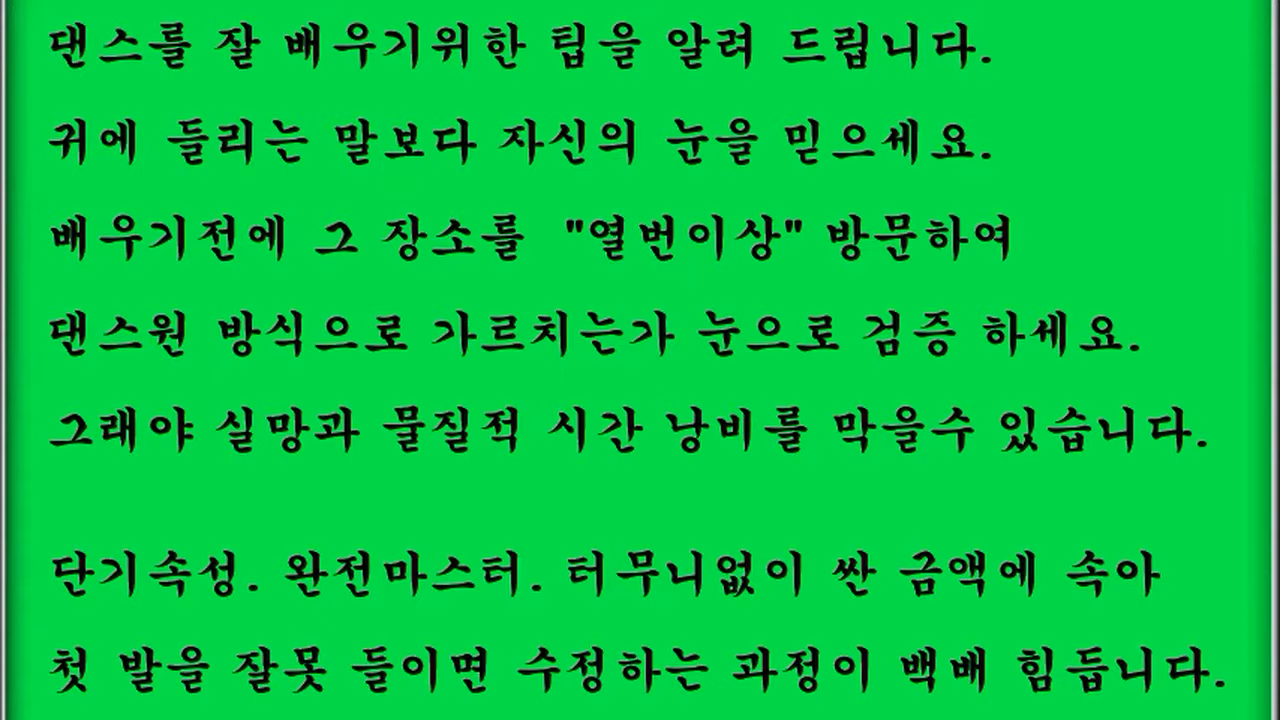 댄스를 잘 배우기위한 팁을 알려 드립니다.
귀에 들리는 말보다 자신의 눈을 믿으세요.
배우기전에 그 장소를 "열번이상" 방문하여
댄스원 방식으로 가르치는가 눈으로 검증 하세요.
그래야 실망과 물질적 시간 낭비를 막을수 있습니다.
단기속성. 완전마스터. 터무니없이 싼 금액에 속아
첫 발을 잘못 들이면 수정하는 과정이 백배 힘듭니다.